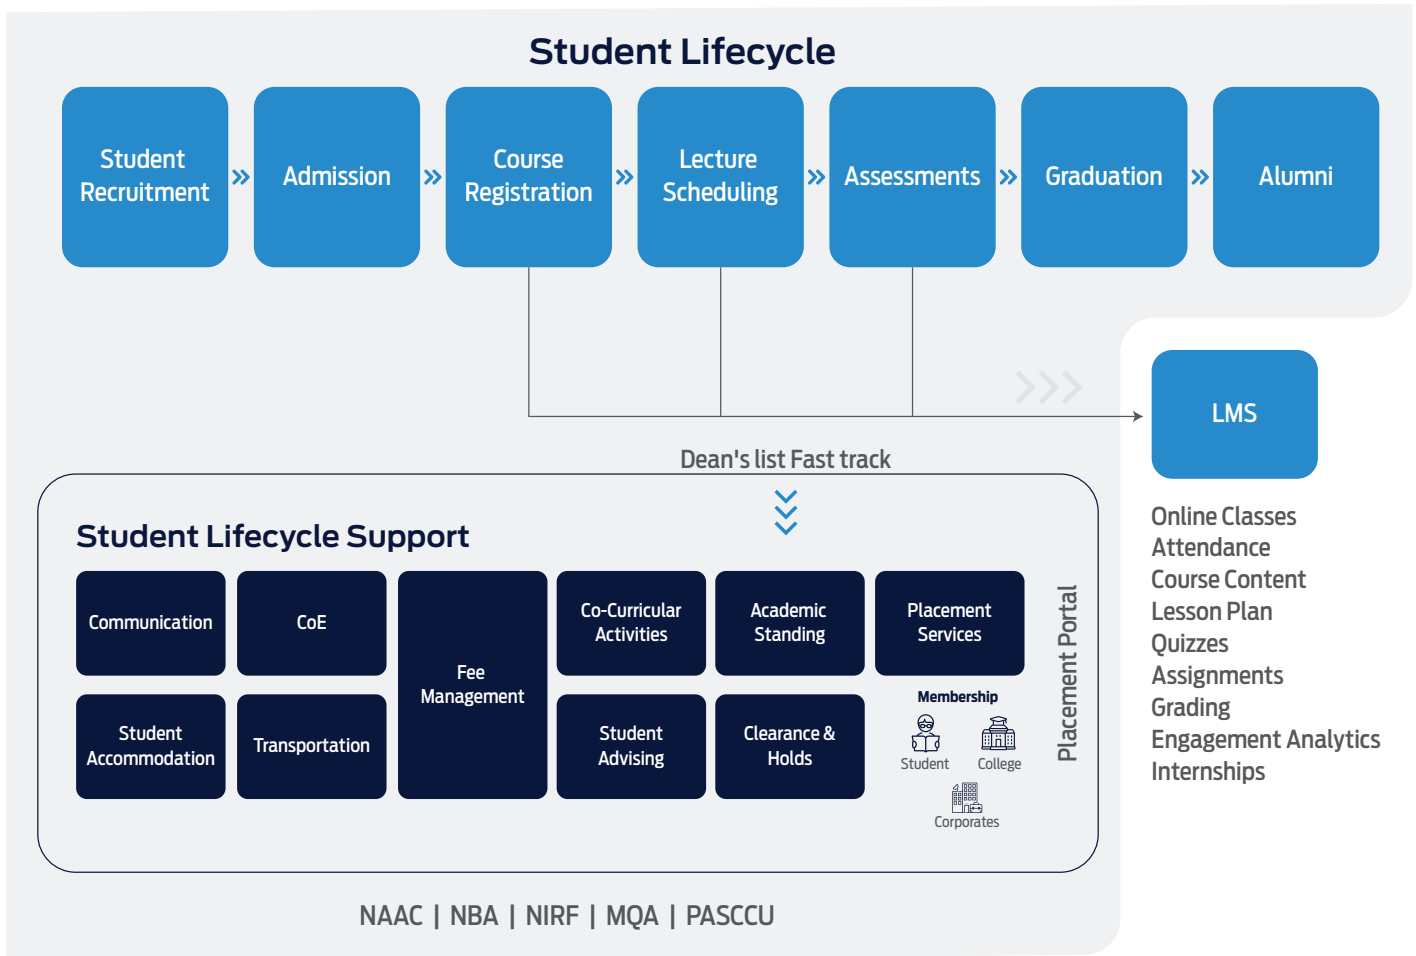 Student Lifecycle
Student
Recruitment
Admission
Course
Registration
Lecture
Scheduling
Assessments
Graduation
Alumni
LMS
Online Classes
Attendance
Course Content
Lesson Plan
Quizzes
Assignments
Grading
Engagement Analytics
Internships
Dean's list Fast track
Student Lifecycle Support
Communication
CoE
Fee
Management
Co-Curricular
Activities
Academic
Standing
Placement
Services
Student
Accommodation
Transportation
Student
Advising
Clearance &
Holds
Membership
Student
College
Corporates
Placement Portal
NAAC | NBA | NIRF | MQA | PASCCU